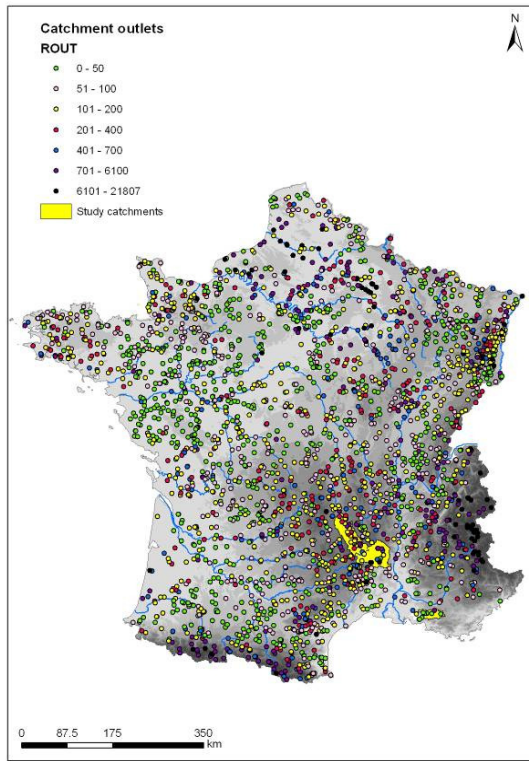 Catchment outlets
N
ROUT
0 - 50
51 - 100
101 - 200
201 - 400
401 - 700
701 - 6100
6101 - 21807
Study catchments
0 87.5 175 350
km